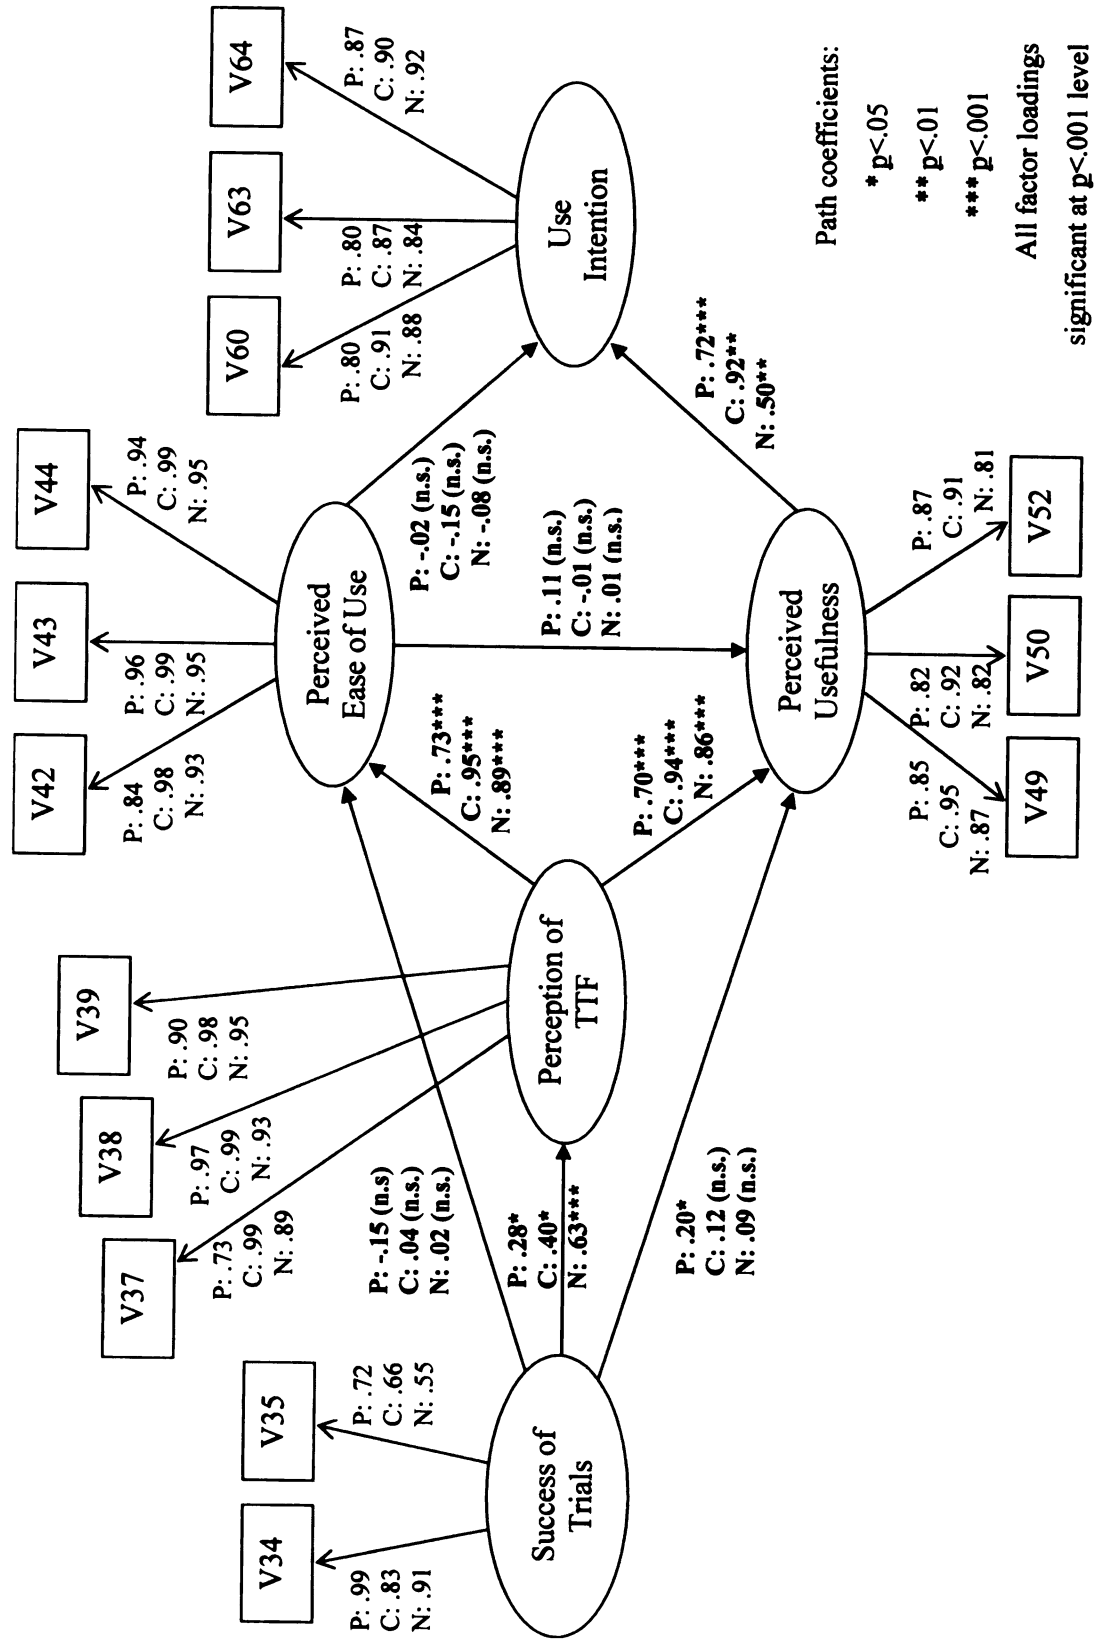 V34
P: .99
C: .83
N: .91
V35
P: .72
C: .66
N: .55
Success of
Trials
V37
P: .73
C: .99
N: .89
V38
P: .97
C: .99
N: .93
V39
P: .90
C: .98
N: .95
Perception of
TTF
P: -.15 (n.s)
C: .04 (n.s.)
N: .02 (n.s.)
P: .28*
C: .40*
N: .63***
P: .20*
C: .12 (n.s.)
N: .09 (n.s.)
V42
P: .84
C: .98
N: .93
V43
P: .96
C: .99
N: .95
V44
P: .94
C: .99
N: .95
Perceived
Ease of Use
P: .73***
C: .95***
N: .89***
P: .70***
C: .94***
N: .86***
P: .11 (n.s.)
C: -.01 (n.s.)
N: .01 (n.s.)
Perceived
Usefulness
P: .85
C: .95
N: .87
V49
P: .82
C: .92
N: .82
V50
P: .87
C: .91
N: .81
V52
P: -.02 (n.s.)
C: -.15 (n.s.)
N: -.08 (n.s.)
P: .72***
C: .92**
N: .50**
V60
P: .80
C: .91
N: .88
V63
P: .80
C: .87
N: .84
V64
P: .87
C: .90
N: .92
Use
Intention
Path coefficients:
* p<.05
** p<.01
*** p<.001
All factor loadings
significant at p<.001 level